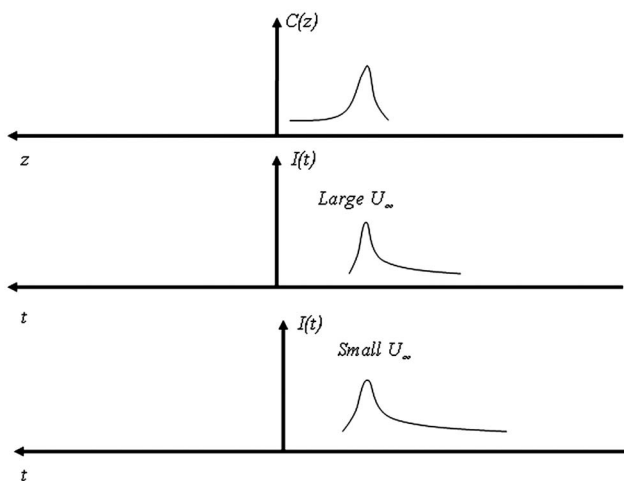 C(z)
z
I(t)
Large U∞
t
I(t)
Small U∞
t